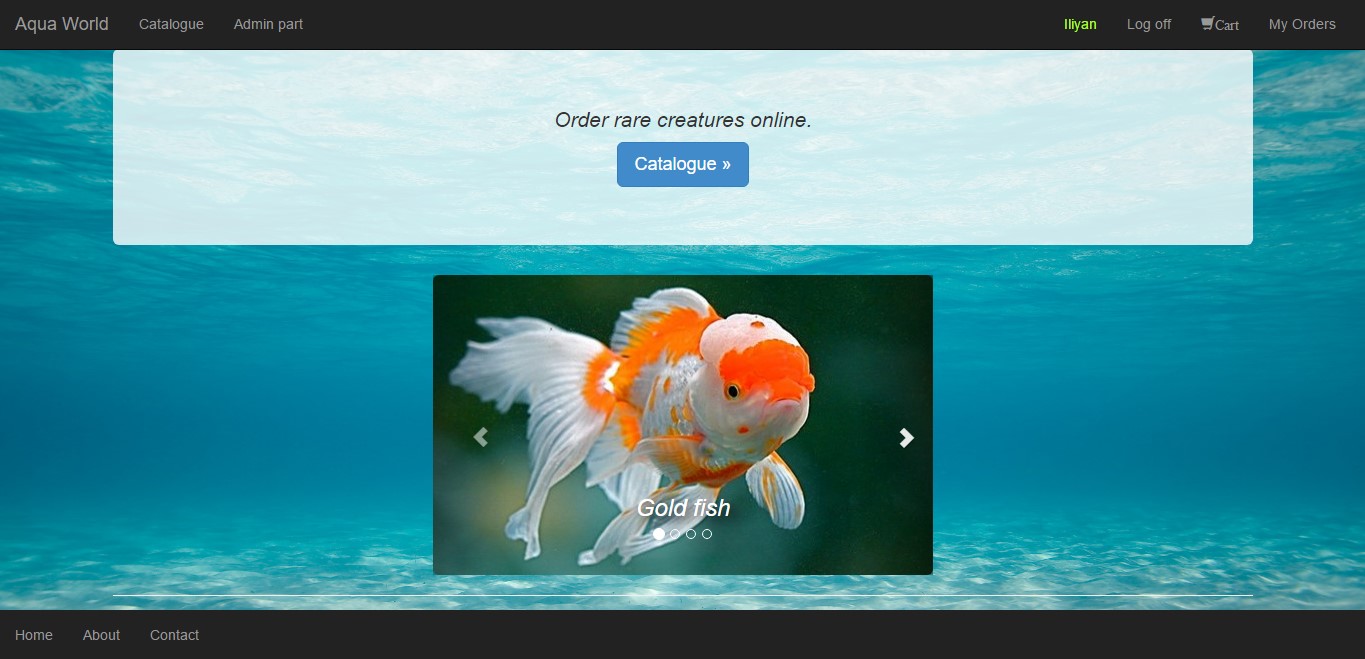 Aqua World Catalogue Admin part Iliyan Log off Cart My Orders
Order rare creatures online.
Catalogue »
Gold fish
Home About Contact